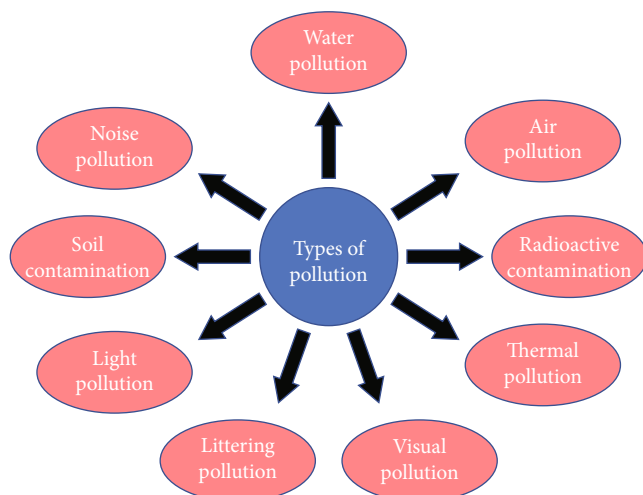 Water
pollution
Noise
pollution
Air
pollution
Soil
contamination
Types of
pollution
Radioactive
contamination
Light
pollution
Thermal
pollution
Littering
pollution
Visual
pollution